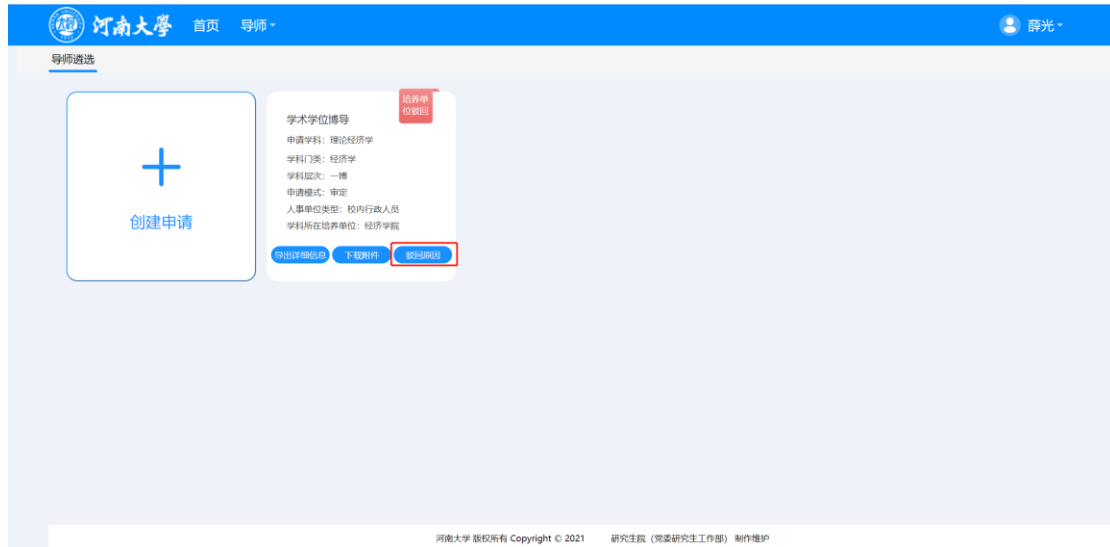 河南大學 首页 导师 薛光
导师遴选
创建申请
培养单
位驳回
学术学位博导
申请学科：理论经济学
学科门类：经济学
学科层次：一博
申请模式：审定
人事单位类型：校内行政人员
学科所在培养单位：经济学院
导出详细信息 下载附件 驳回原因
河南大学 版权所有 Copyright © 2021 研究生院（党委研究生工作部） 制作维护